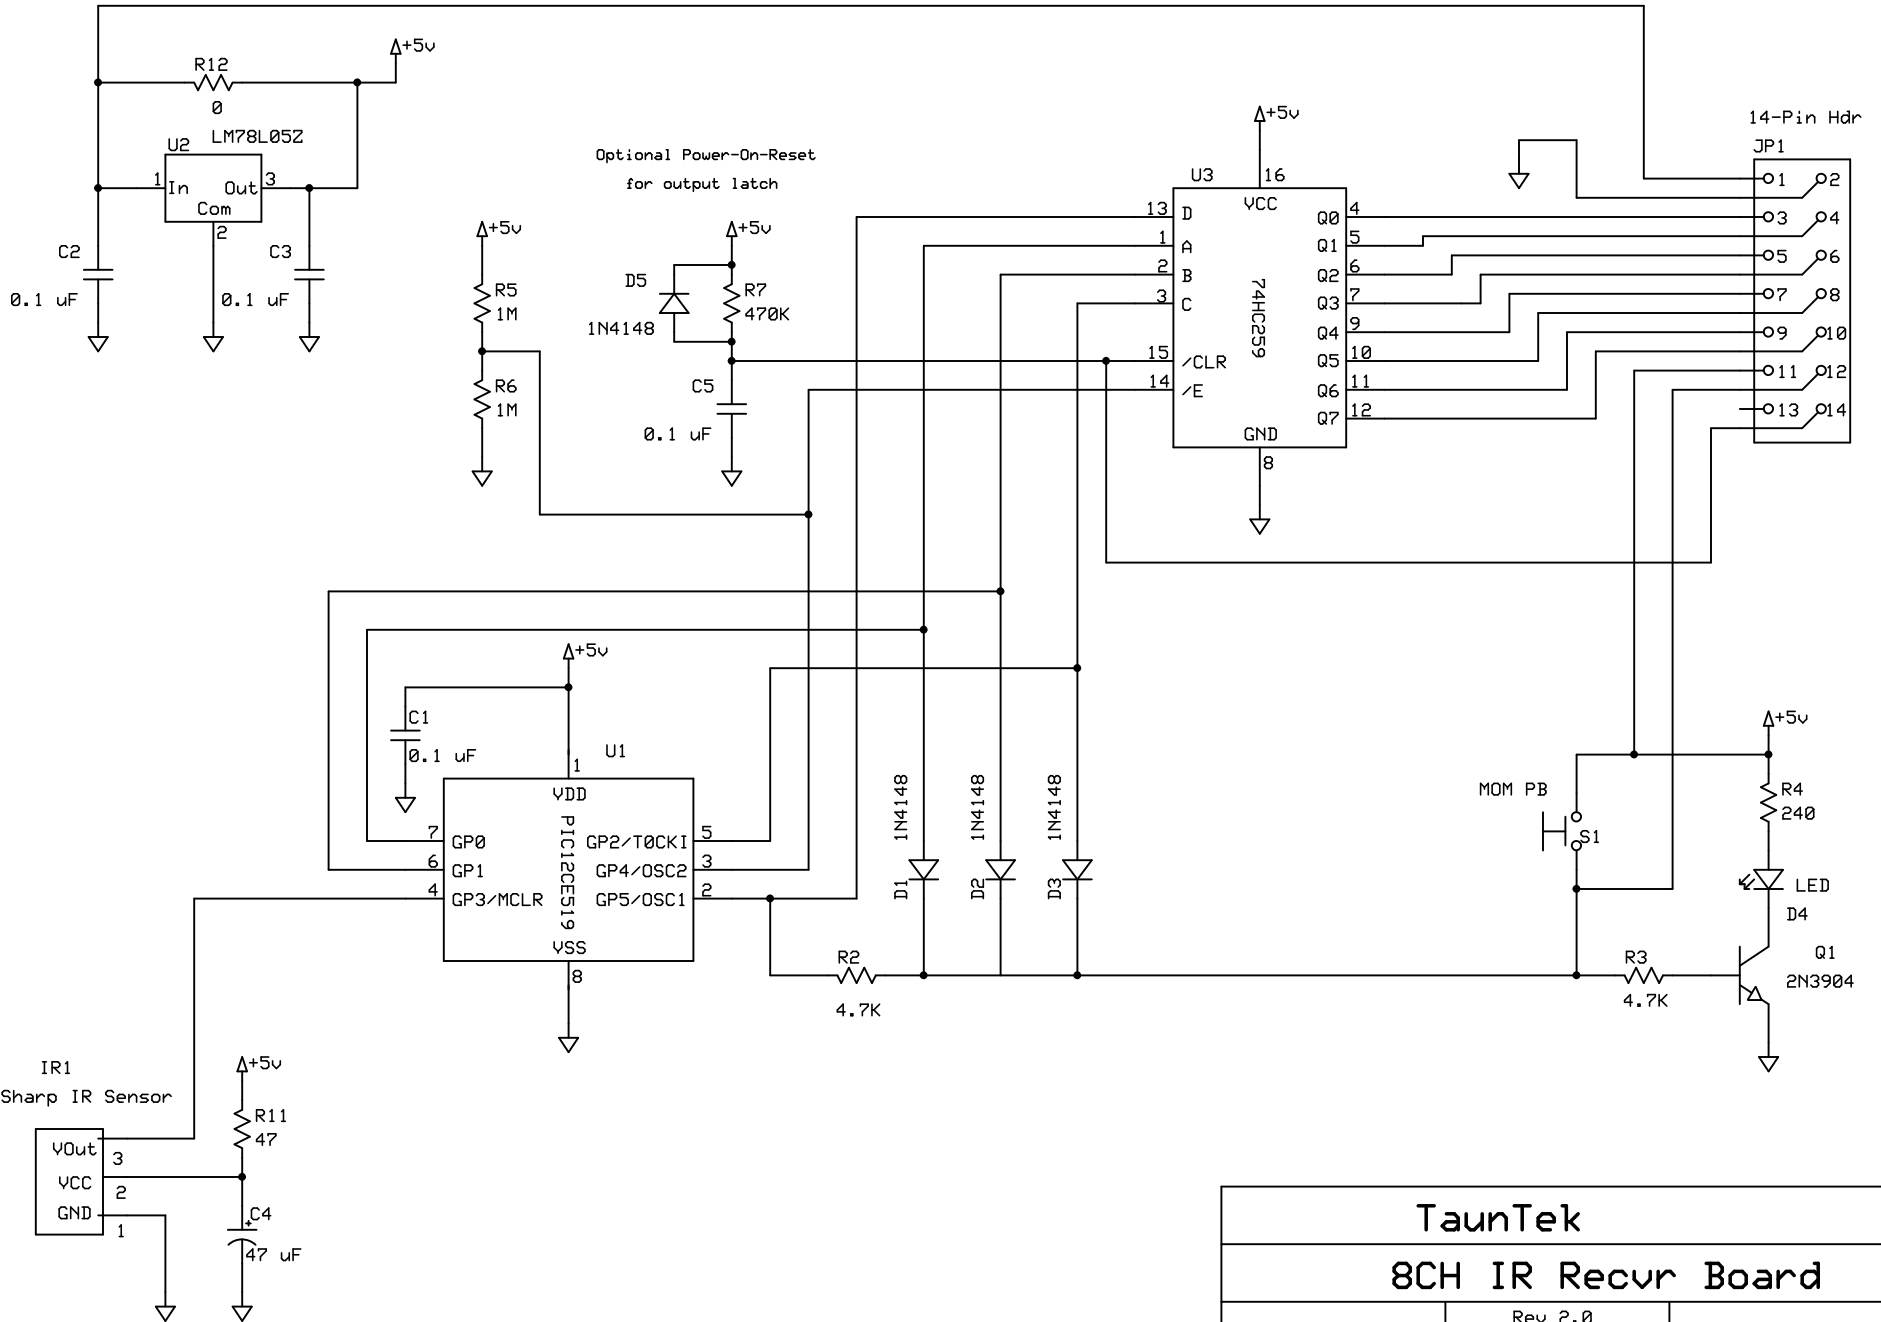 +5v
R12
0
LM78L05Z
U2
1
In
Out
3
Com
2
C2
0.1 uF
C3
0.1 uF
Optional Power-On-Reset
for output latch
+5v
R5
1M
R6
1M
+5v
D5
1N4148
R7
470K
C5
0.1 uF
+5v
U3
16
VCC
13
D
1
A
2
B
3
C
15
/CLR
14
/E
74HC259
Q0
4
Q1
5
Q2
6
Q3
7
Q4
9
Q5
10
Q6
11
Q7
12
GND
8
14-Pin Hdr
JP1
1
2
3
4
5
6
7
8
9
10
11
12
13
14
+5v
C1
0.1 uF
U1
1
VDD
PIC12CE519
7
GP0
6
GP1
4
GP3/MCLR
GP2/T0CKI
5
GP4/OSC2
3
GP5/OSC1
2
VSS
8
1N4148
D1
1N4148
D2
1N4148
D3
R2
4.7K
MOM PB
S1
+5v
R4
240
LED
D4
R3
4.7K
Q1
2N3904
IR1
Sharp IR Sensor
VOut
3
VCC
2
GND
1
+5v
R11
47
+
C4
47 uF
TaunTek
8CH IR Recvr Board
Rev 2.0